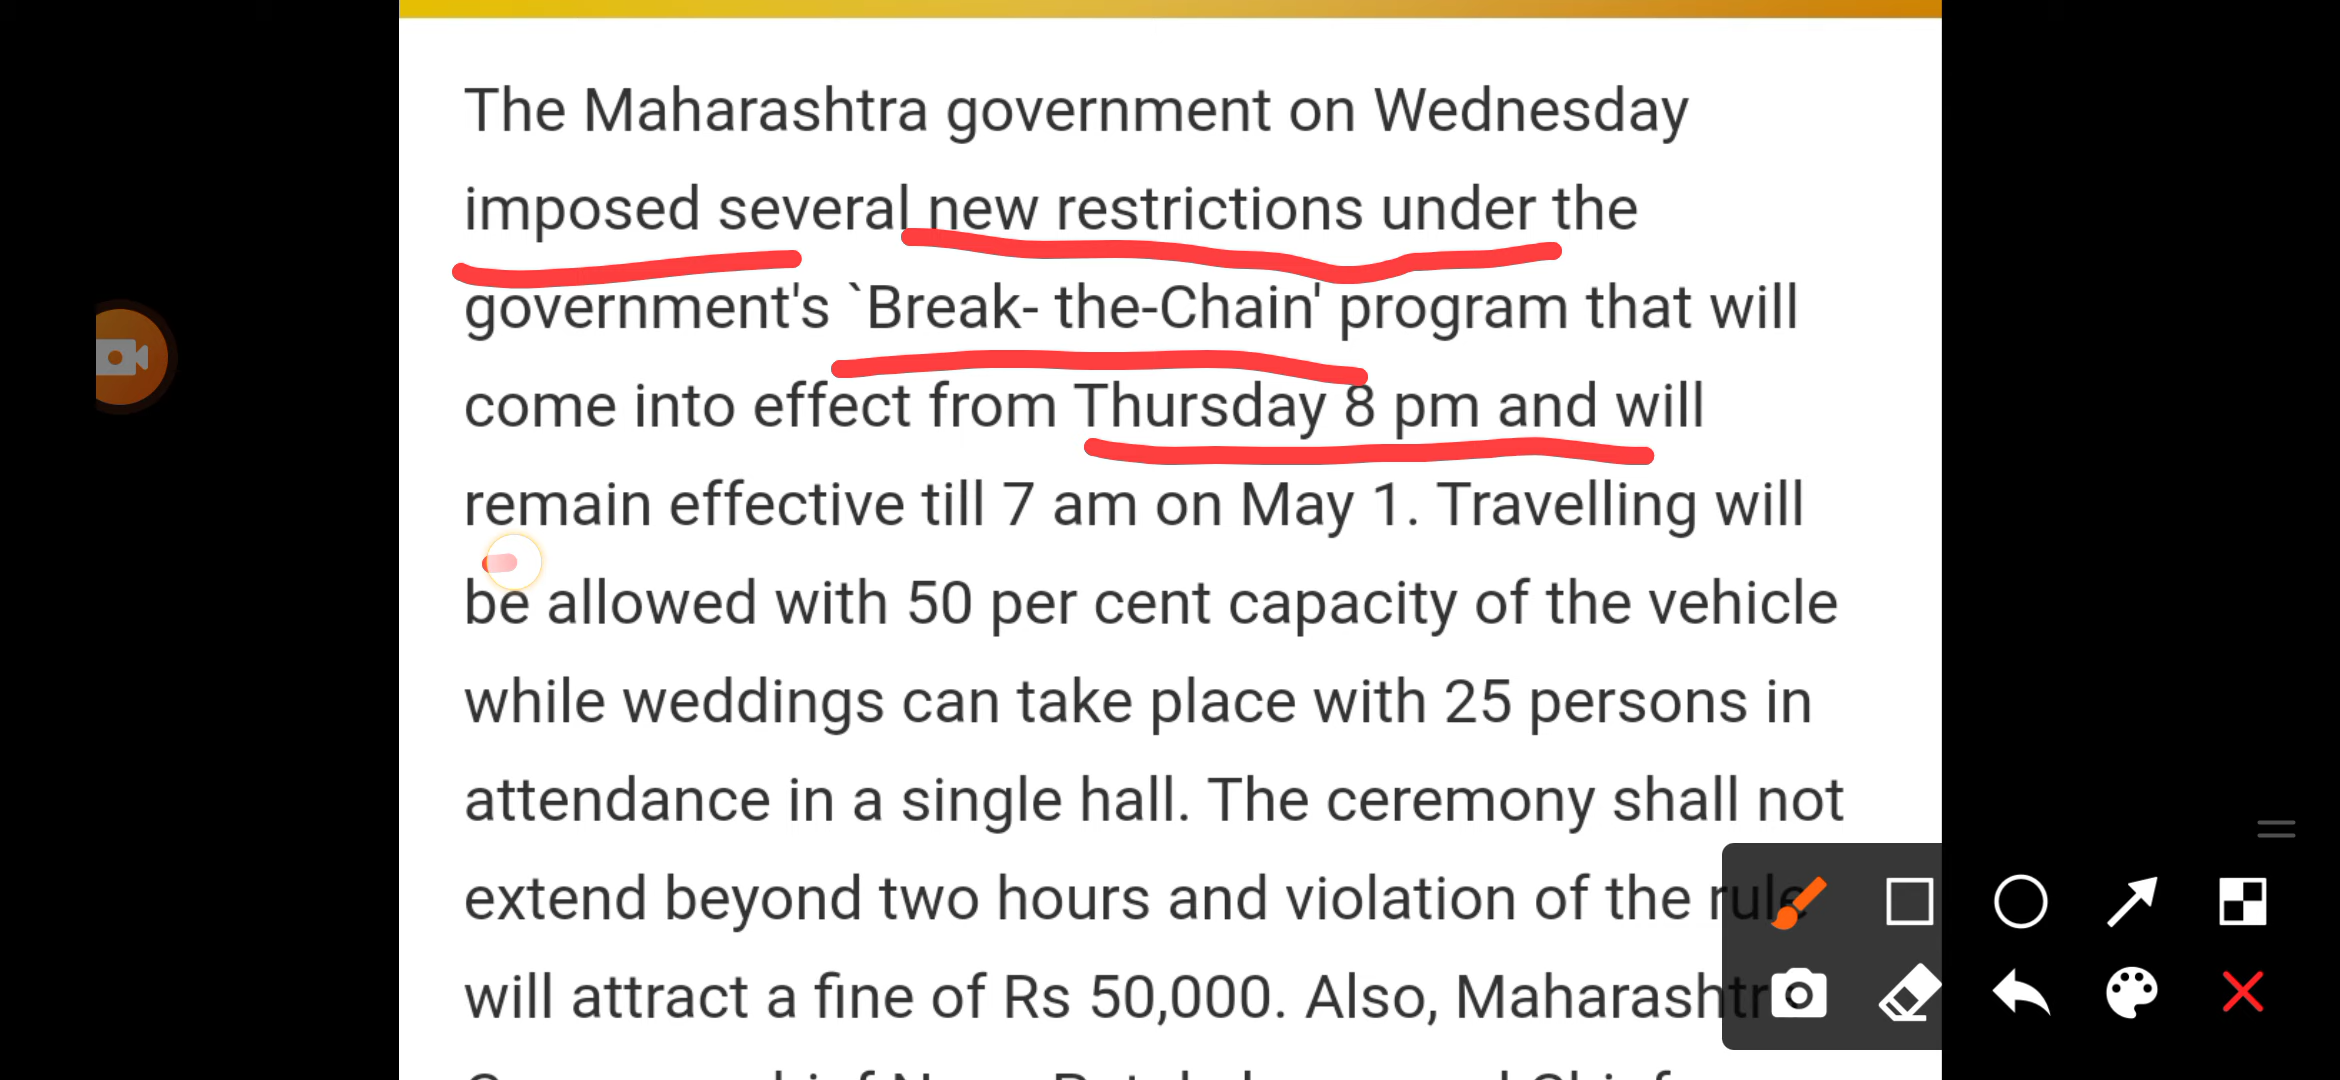 The Maharashtra government on Wednesday
imposed several new restrictions under the
government's `Break- the-Chain' program that will
come into effect from Thursday 8 pm and will
remain effective till 7 am on May 1. Travelling will
be allowed with 50 per cent capacity of the vehicle
while weddings can take place with 25 persons in
attendance in a single hall. The ceremony shall not
extend beyond two hours and violation of the rule
will attract a fine of Rs 50,000. Also, Maharashtr